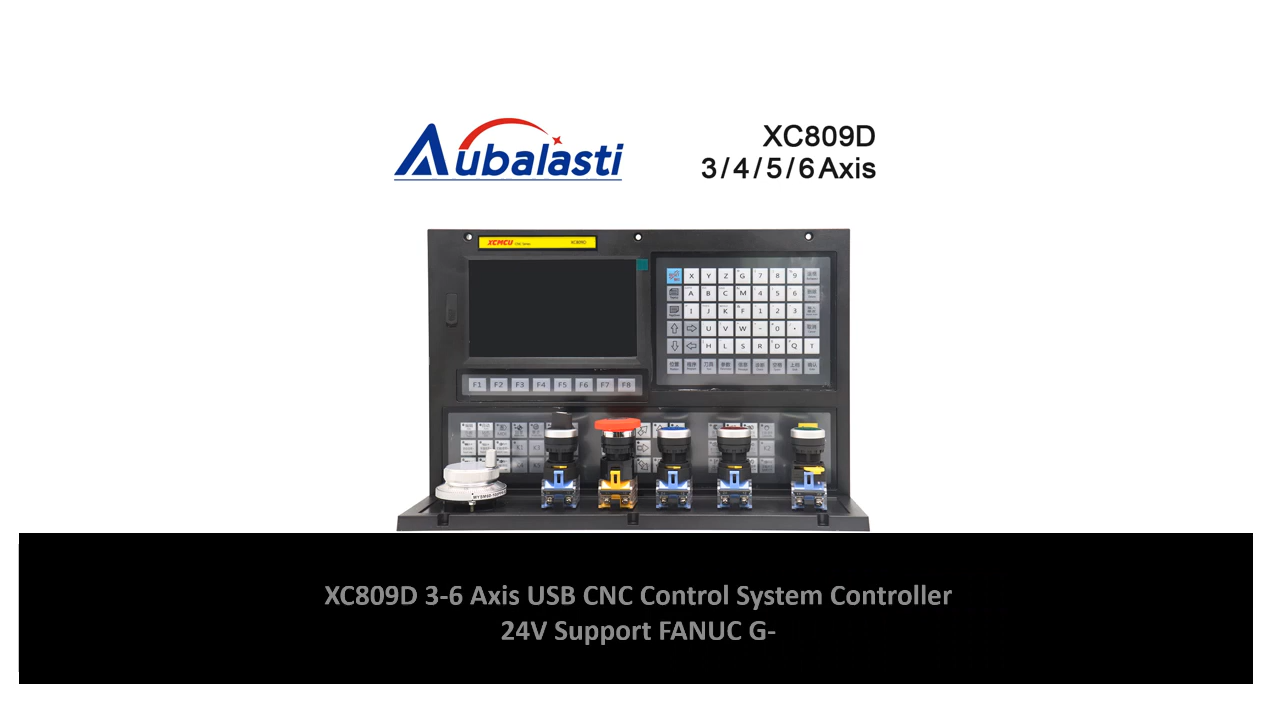 Aubalasti
XC809D
3/4/5/6 Axis
XCMCU
XC809D
X Y Z G 7 8 9
A B C M 4 5 6
I J K F 1 2 3
U V W - 0 .
H L S R D Q T
F1 F2 F3 F4 F5 F6 F7 F8
XC809D 3-6 Axis USB CNC Control System Controller
24V Support FANUC G-